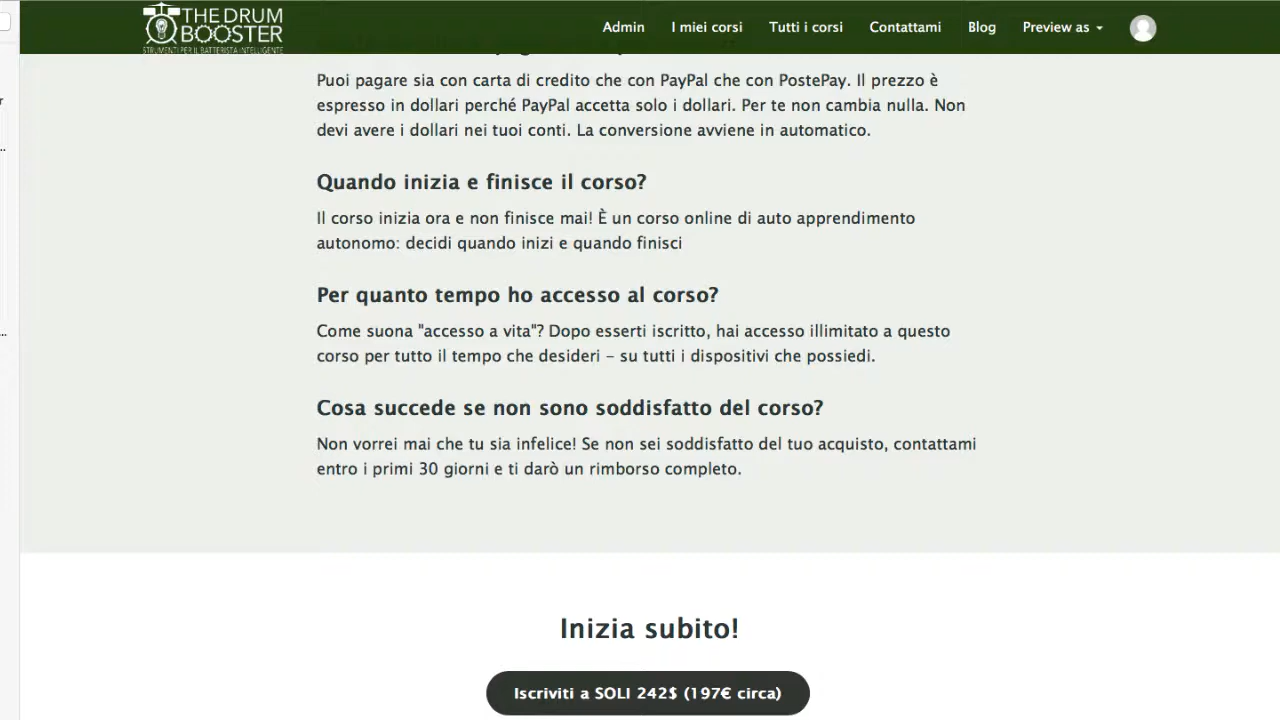 THE DRUM
BOOSTER
STRUMENTI PER IL BATTERISTA INTELLIGENTE
Admin I miei corsi Tutti i corsi Contattami Blog Preview as
Puoi pagare sia con carta di credito che con PayPal che con PostePay. Il prezzo è
espresso in dollari perché PayPal accetta solo i dollari. Per te non cambia nulla. Non
devi avere i dollari nei tuoi conti. La conversione avviene in automatico.
Quando inizia e finisce il corso?
Il corso inizia ora e non finisce mai! È un corso online di auto apprendimento
autonomo: decidi quando inizi e quando finisci
Per quanto tempo ho accesso al corso?
Come suona "accesso a vita"? Dopo esserti iscritto, hai accesso illimitato a questo
corso per tutto il tempo che desideri – su tutti i dispositivi che possiedi.
Cosa succede se non sono soddisfatto del corso?
Non vorrei mai che tu sia infelice! Se non sei soddisfatto del tuo acquisto, contattami
entro i primi 30 giorni e ti darò un rimborso completo.
Inizia subito!
Iscriviti a SOLI 242$ (197€ circa)